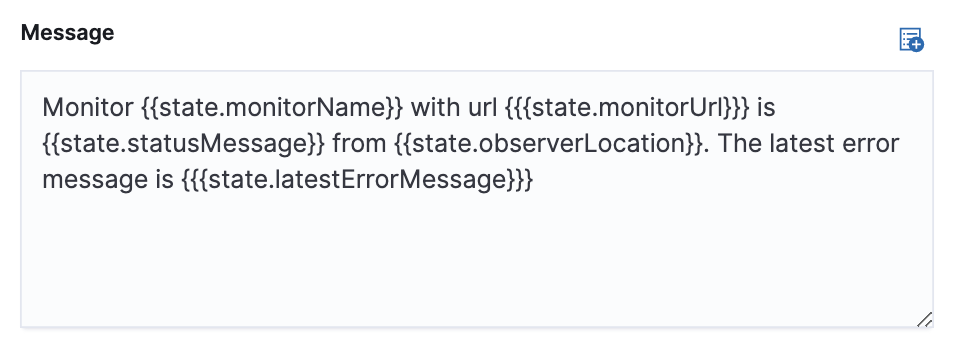 Message
Monitor {{state.monitorName}} with url {{{state.monitorUrl}}} is
{{state.statusMessage}} from {{state.observerLocation}}. The latest error
message is {{{state.latestErrorMessage}}}